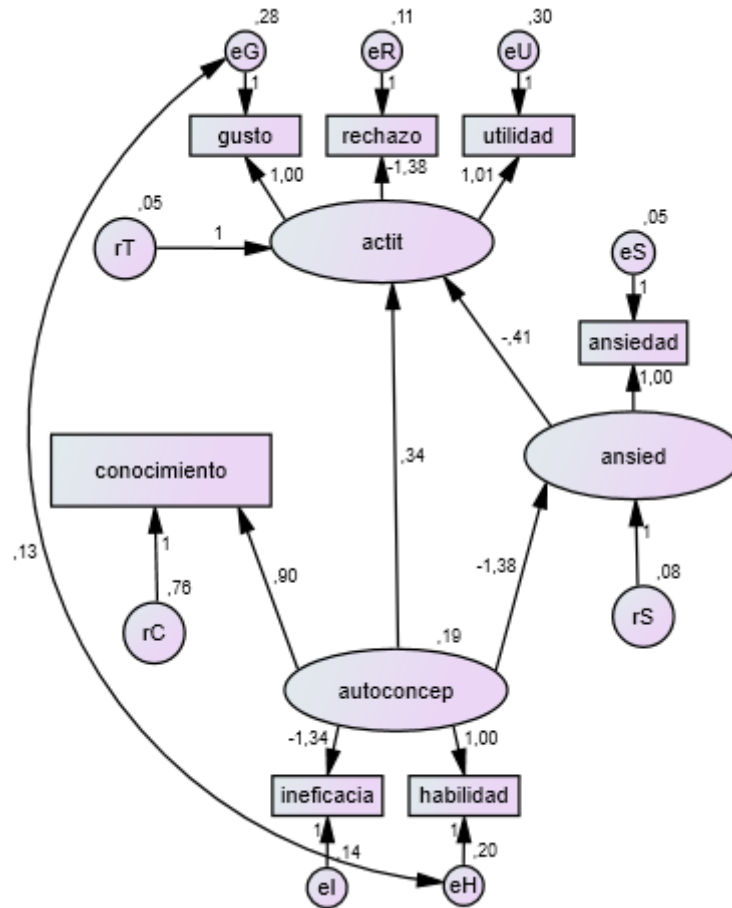 ,28
,11
,30
eG
eR
eU
1
1
1
gusto
rechazo
utilidad
1,00
-1,38
1,01
,05
rT
1
actit
,05
eS
1
ansiedad
1,00
-,41
conocimiento
,34
ansied
1
,76
rC
,90
-1,38
1
,08
rS
,13
,19
autoconcep
-1,34
1,00
ineficacia
habilidad
1
,14
1
,20
eI
eH